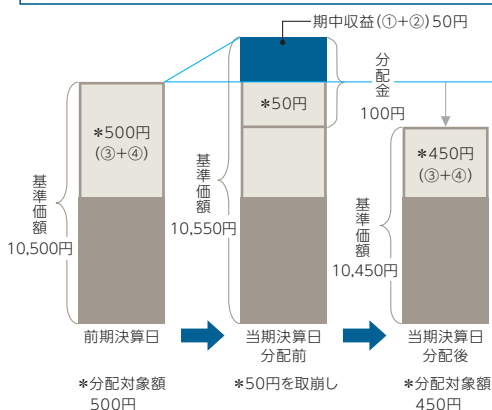 期中収益(①+②)50円
分配金
100円
*50円
*500円
(③+④)
*450円
(③+④)
基準価額
10,500円
基準価額
10,550円
基準価額
10,450円
前期決算日
当期決算日
分配前
当期決算日
分配後
*分配対象額
500円
*50円を取崩し
*分配対象額
450円